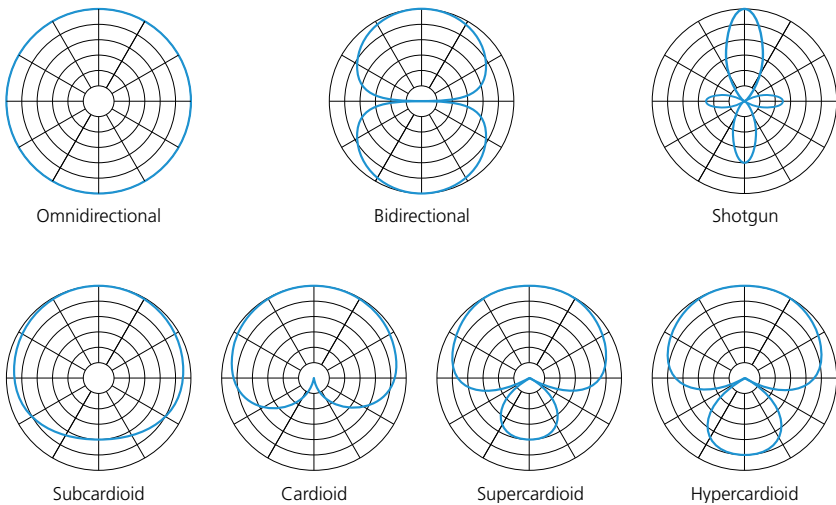 Omnidirectional
Bidirectional
Shotgun
Subcardioid
Cardioid
Supercardioid
Hypercardioid